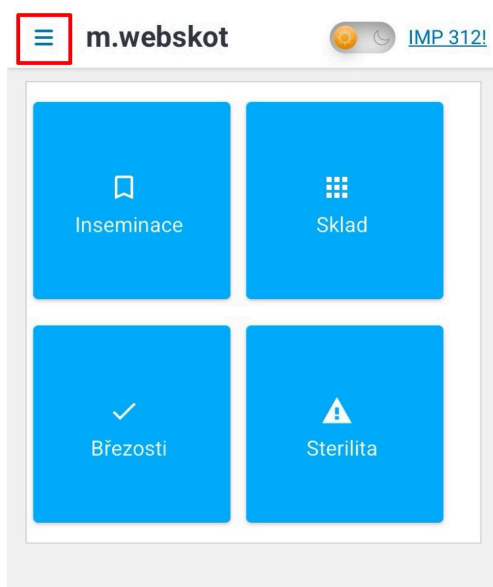 m.webskot
IMP 312!
Inseminace
Sklad
Březosti
Sterilita